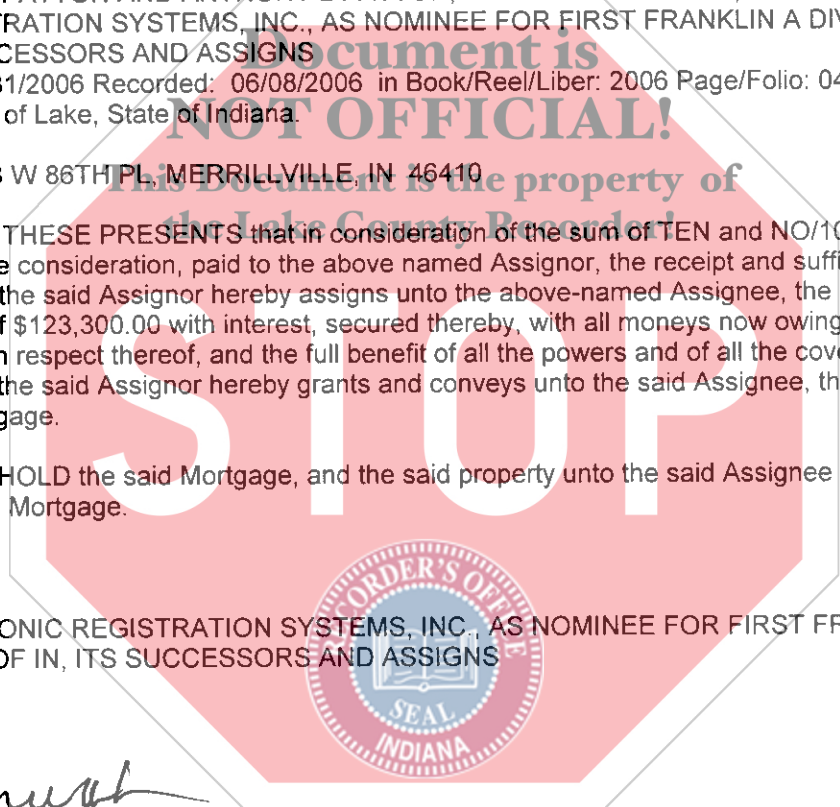 RATION SYSTEMS, INC., AS NOMINEE FOR FIRST FRANKLIN A DIV
CESSORS AND ASSIGNS
Document is
31/2006 Recorded: 06/08/2006 in Book/Reel/Liber: 2006 Page/Folio: 04
of Lake, State of Indiana.
NOT OFFICIAL!
W 86TH PL, MERRILLVILLE, IN 46410
This Document is the property of
the Lake County Recorder!
THESE PRESENTS that in consideration of the sum of TEN and NO/10
e consideration, paid to the above named Assignor, the receipt and suffi
the said Assignor hereby assigns unto the above-named Assignee, the
f $123,300.00 with interest, secured thereby, with all moneys now owing
n respect thereof, and the full benefit of all the powers and of all the cov
the said Assignor hereby grants and conveys unto the said Assignee, th
gage.
STOP
HOLD the said Mortgage, and the said property unto the said Assignee
Mortgage.
RECORDER'S OFFICE
ONIC REGISTRATION SYSTEMS, INC., AS NOMINEE FOR FIRST FR
OF IN, ITS SUCCESSORS AND ASSIGNS
SEAL
INDIANA